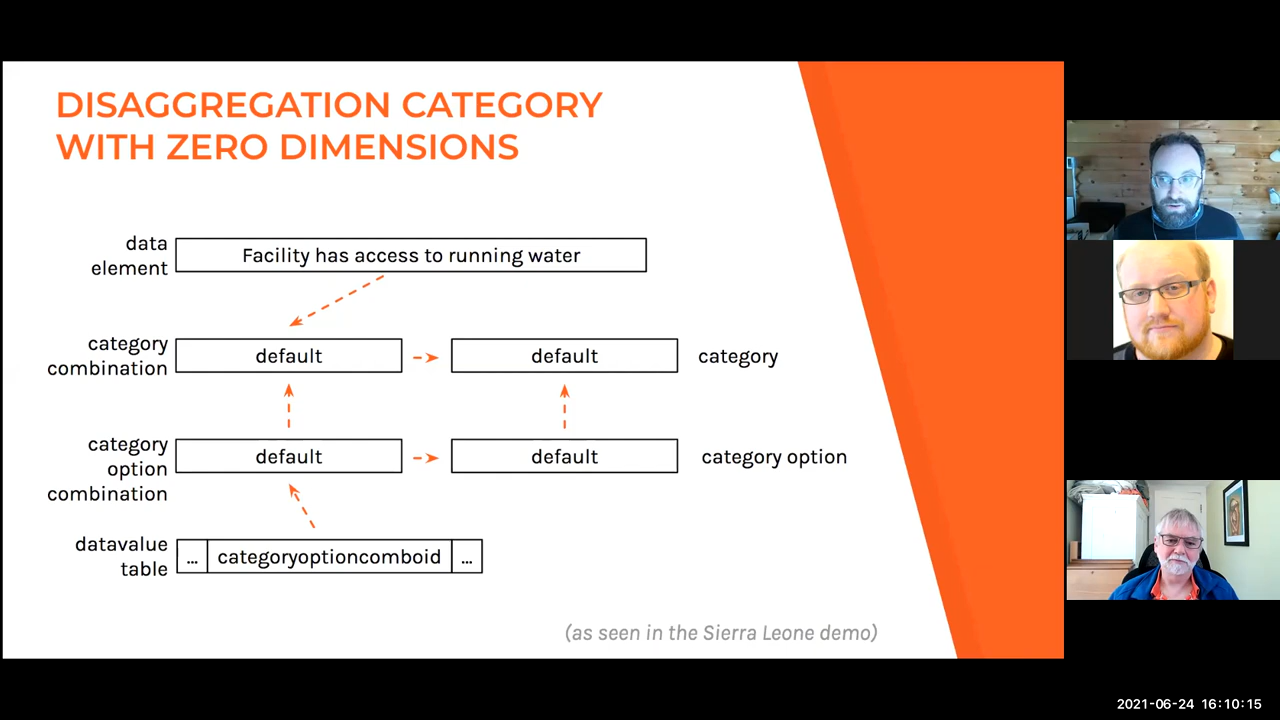 DISAGGREGATION CATEGORY
WITH ZERO DIMENSIONS
data
element
Facility has access to running water
category
combination
default
default
category
category
option
combination
default
default
category option
datavalue
table
...
categoryoptioncomboid
...
(as seen in the Sierra Leone demo)
2021-06-24 16:10:15